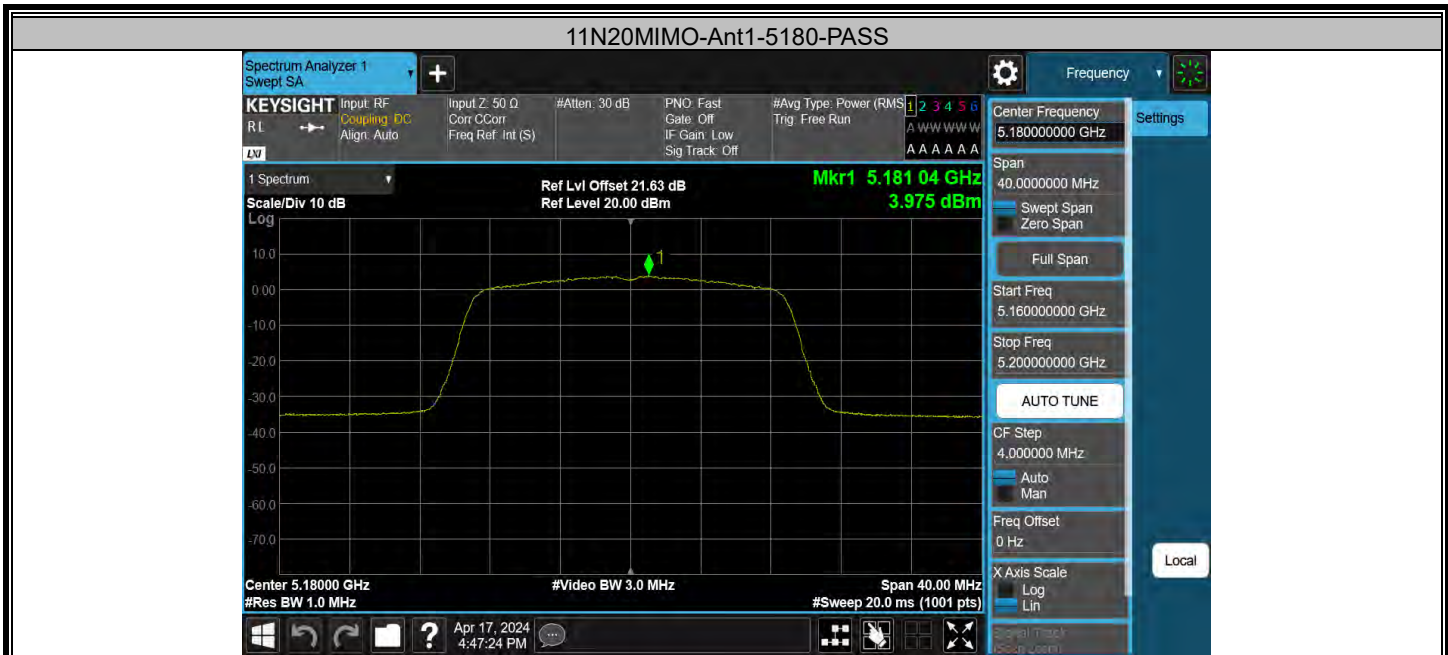 11N20MIMO-Ant1-5180-PASS
Spectrum Analyzer 1
Swept SA
Frequency
KEYSIGHT
RL
LXI
Input: RF
Coupling: DC
Align: Auto
Input Z: 50 Ω
Corr CCorr
Freq Ref: Int (S)
#Atten: 30 dB
PNO: Fast
Gate: Off
IF Gain: Low
Sig Track: Off
#Avg Type: Power (RMS
Trig: Free Run
1 2 3 4 5 6
A W W W W W
A A A A A A
1 Spectrum
Scale/Div 10 dB
Log
Ref Lvl Offset 21.63 dB
Ref Level 20.00 dBm
Mkr1 5.181 04 GHz
3.975 dBm
1
10.0
0.00
-10.0
-20.0
-30.0
-40.0
-50.0
-60.0
-70.0
Center 5.18000 GHz
#Res BW 1.0 MHz
#Video BW 3.0 MHz
Span 40.00 MHz
#Sweep 20.0 ms (1001 pts)
Center Frequency
5.180000000 GHz
Settings
Span
40.0000000 MHz
Swept Span
Zero Span
Full Span
Start Freq
5.160000000 GHz
Stop Freq
5.200000000 GHz
AUTO TUNE
CF Step
4.000000 MHz
Auto
Man
Freq Offset
0 Hz
X Axis Scale
Log
Lin
Signal Track
(Span Zoom)
Local
Apr 17, 2024
4:47:24 PM